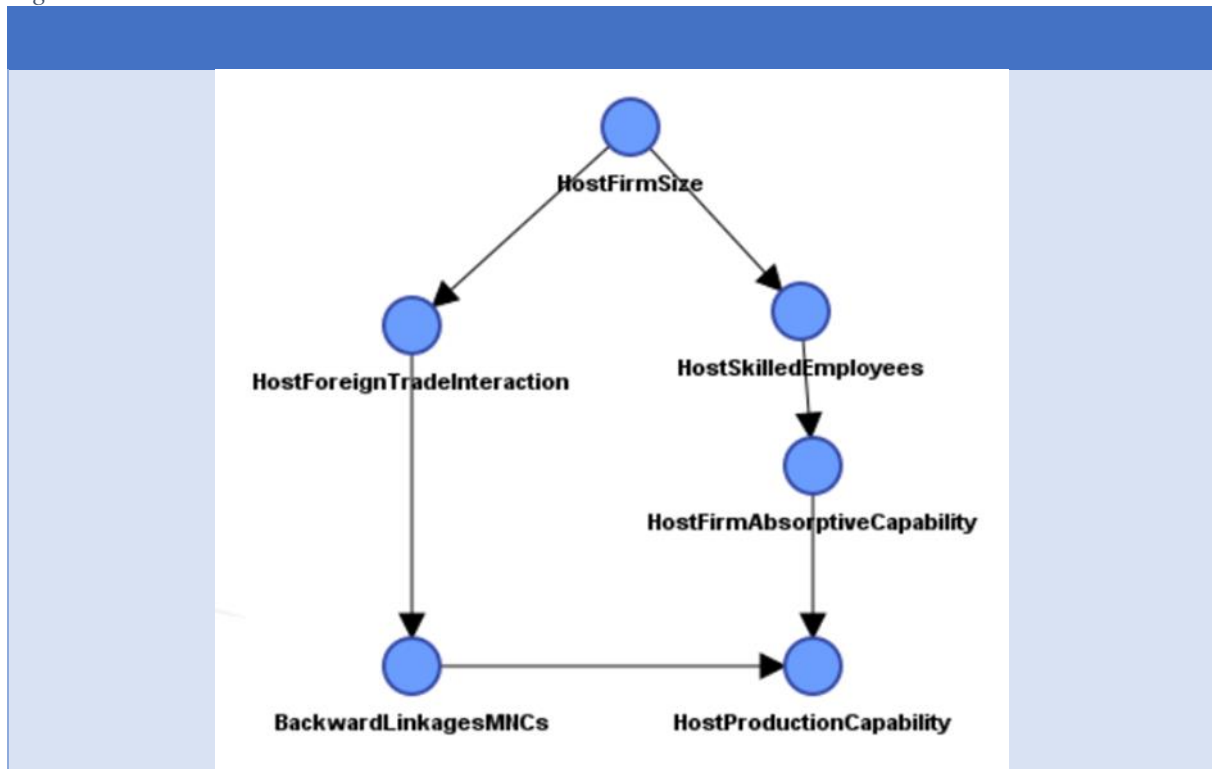 HostFirmSize
HostSkilledEmployees
HostForeignTradeInteraction
HostFirmAbsorptiveCapability
BackwardLinkagesMNCs
HostProductionCapability